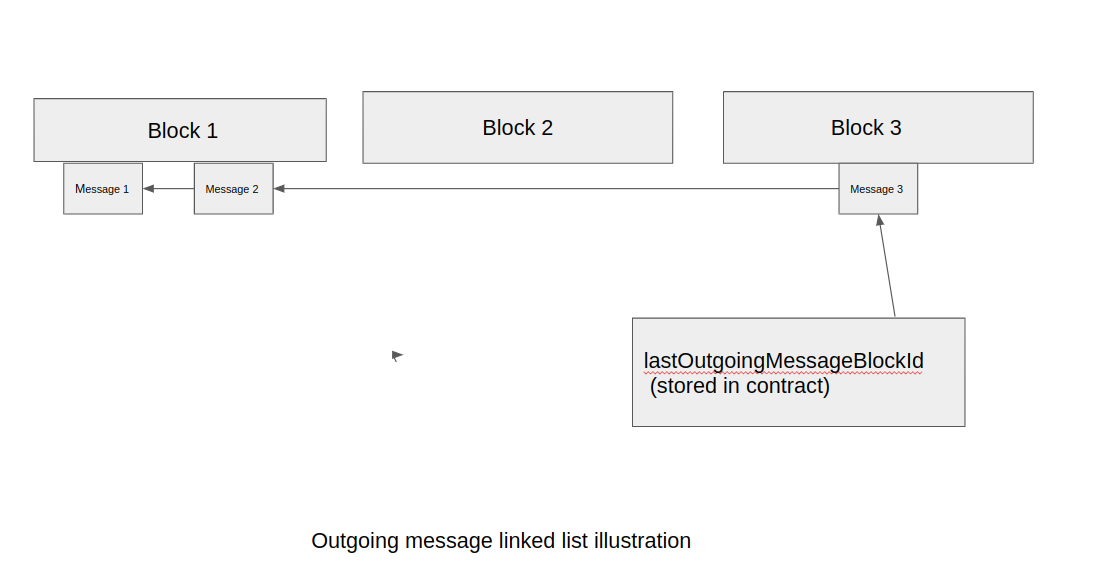 Block 1
Block 2
Block 3
Message 1
Message 2
Message 3
lastOutgoingMessageBlockId
(stored in contract)
Outgoing message linked list illustration